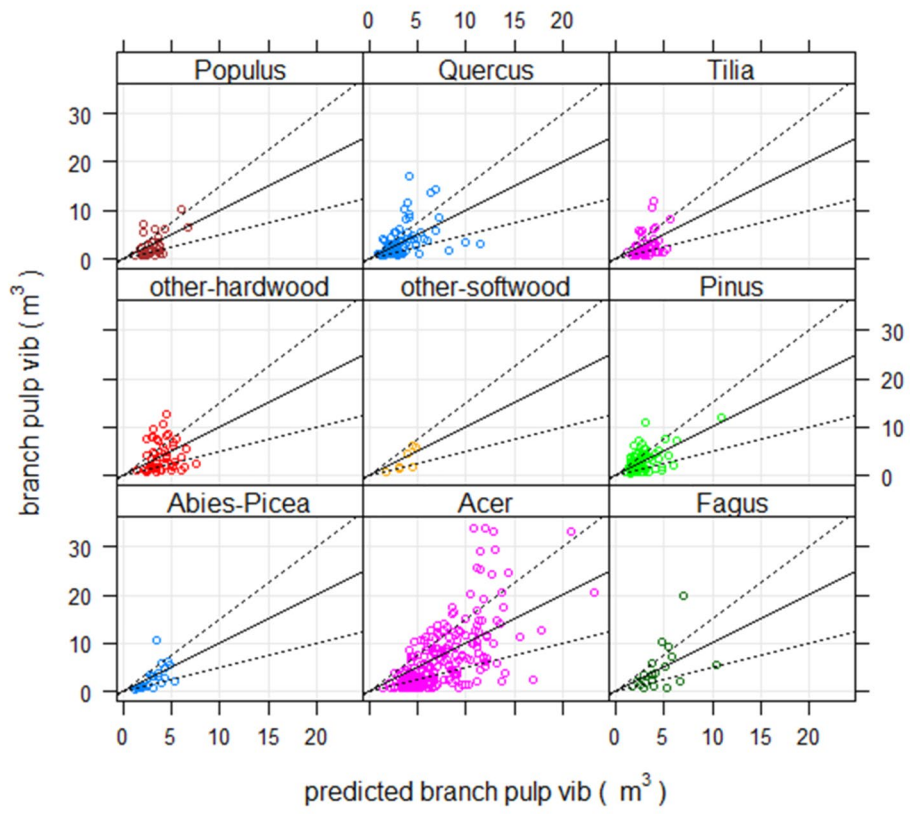 0 5 10 15 20
Populus Quercus Tilia
30
20
10
0
other-hardwood other-softwood Pinus
30
20
10
0
Abies-Picea Acer Fagus
30
20
10
0
0 5 10 15 20 0 5 10 15 20
branch pulp vib ( m³ )
predicted branch pulp vib ( m³ )